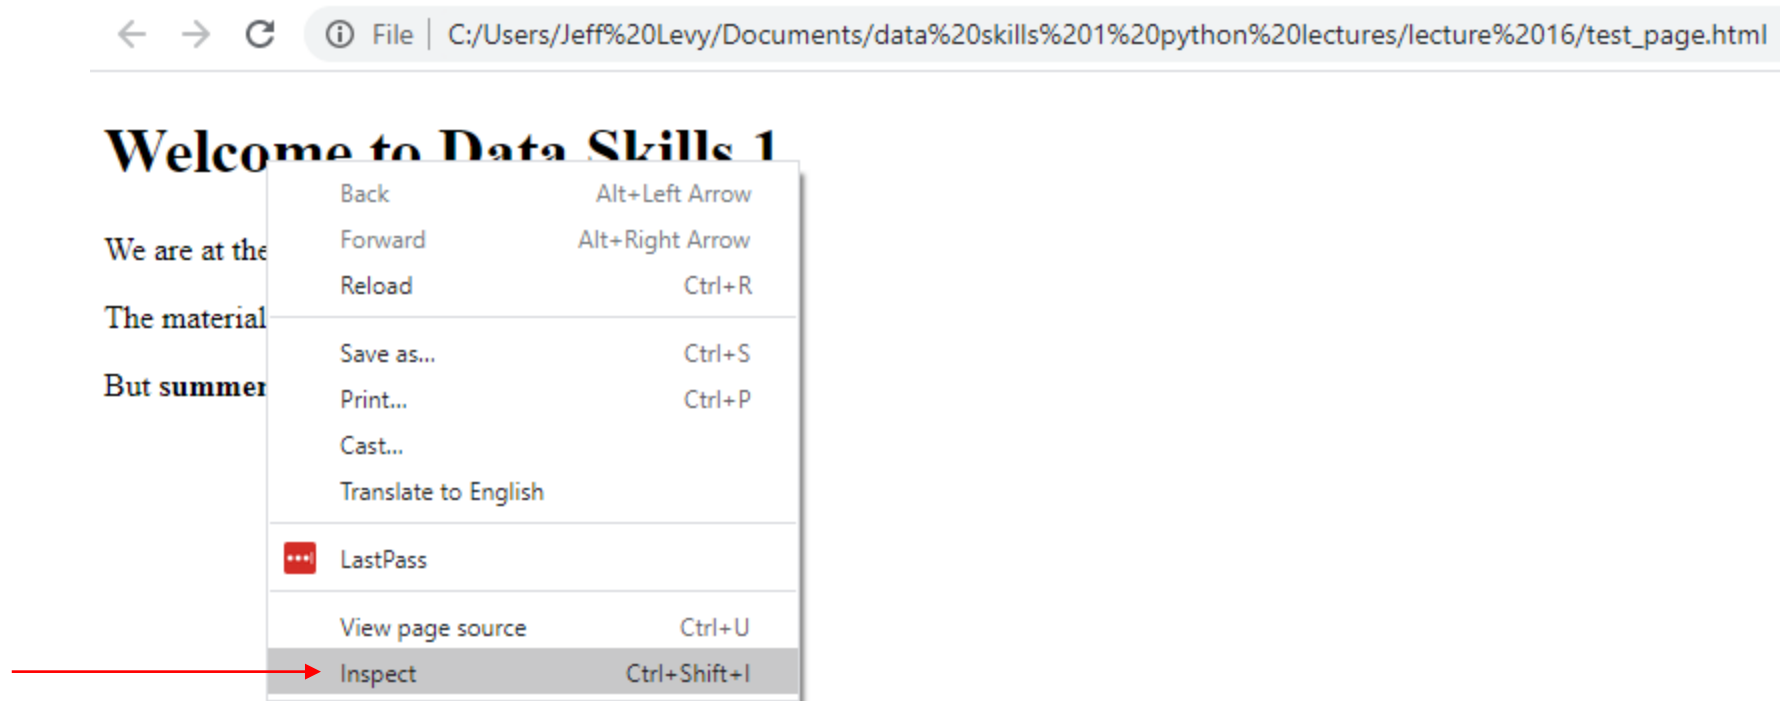 File | C:/Users/Jeff%20Levy/Documents/data%20skills%201%20python%20lectures/lecture%2016/test_page.html
Welcome to Data Skills 1
We are at the
The material
But summer
Back Alt+Left Arrow
Forward Alt+Right Arrow
Reload Ctrl+R
Save as... Ctrl+S
Print... Ctrl+P
Cast...
Translate to English
LastPass
View page source Ctrl+U
Inspect Ctrl+Shift+I